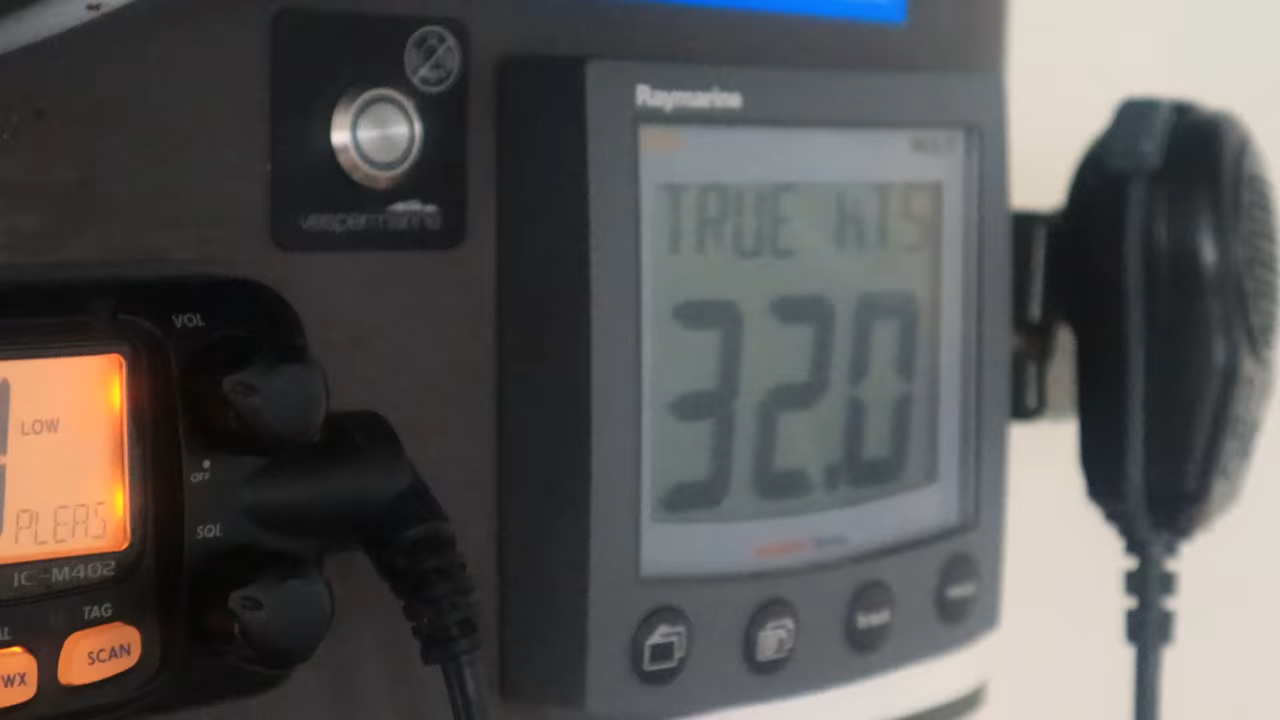 Raymarine
vespermarine
TRUE KTS
32.0
VOL
LOW
OFF
SQL
PLEAS
IC-M402
TAG
SCAN
WX